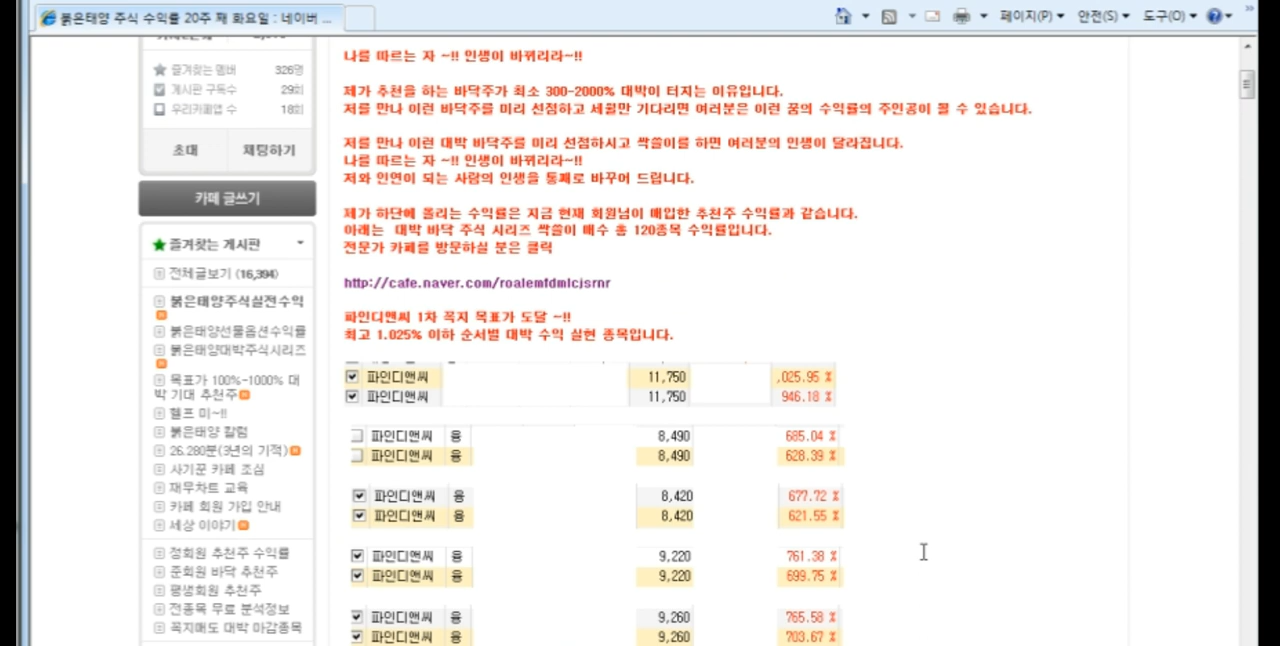 붉은태양 주식 수익률 20주 째 화요일 : 네이버 ...
페이지(P) 안전(S) 도구(O)
즐겨찾는 멤버 326명
게시판 구독수 29회
우리카페앱 수 18회
초대 채팅하기
카페 글쓰기
즐겨찾는 게시판
전체글보기 (16,394)
붉은태양주식실전수익
붉은태양선물옵션수익률
붉은태양대박주식시리즈
목표가 100%-1000% 대
박 기대 추천주
헬프 미~!!
붉은태양 칼럼
26.280분(3년의 기적)
사기꾼 카페 조심
재무차트 교육
카페 회원 가입 안내
세상 이야기
정회원 추천주 수익률
준회원 바닥 추천주
평생회원 추천주
전종목 무료 분석정보
꼭지매도 대박 마감종목
나를 따르는 자 ~!! 인생이 바뀌리라~!!
제가 추천을 하는 바닥주가 최소 300-2000% 대박이 터지는 이유입니다.
저를 만나 이런 바닥주를 미리 선점하고 세월만 기다리면 여러분은 이런 꿈의 수익률의 주인공이 될 수 있습니다.
저를 만나 이런 대박 바닥주를 미리 선점하시고 싹쓸이를 하면 여러분의 인생이 달라집니다.
나를 따르는 자 ~!! 인생이 바뀌리라~!!
저와 인연이 되는 사람의 인생을 통째로 바꾸어 드립니다.
제가 하단에 올리는 수익률은 지금 현재 회원님이 매입한 추천주 수익률과 같습니다.
아래는 대박 바닥 주식 시리즈 싹쓸이 매수 총 120종목 수익률입니다.
전문가 카페를 방문하실 분은 클릭
http://cafe.naver.com/roalemfdmlcjsrnr
파인디앤씨 1차 꼭지 목표가 도달 ~!!
최고 1.025% 이하 순서별 대박 수익 실현 종목입니다.
파인디앤씨 11,750 ,025.95 %
파인디앤씨 11,750 946.18 %
파인디앤씨 융 8,490 685.04 %
파인디앤씨 융 8,490 628.39 %
파인디앤씨 융 8,420 677.72 %
파인디앤씨 융 8,420 621.55 %
파인디앤씨 융 9,220 761.38 %
파인디앤씨 융 9,220 699.75 %
파인디앤씨 융 9,260 765.58 %
파인디앤씨 융 9,260 703.67 %